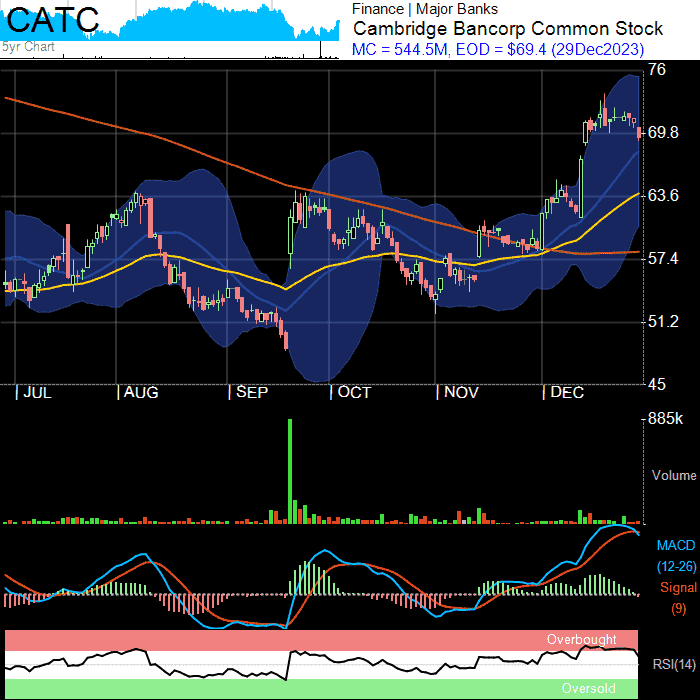 CATC
5yr Chart
Finance | Major Banks
Cambridge Bancorp Common Stock
MC = 544.5M, EOD = $69.4 (29Dec2023)
76
69.8
63.6
57.4
51.2
45
| JUL | AUG | SEP | OCT | NOV | DEC
885k
Volume
MACD
(12-26)
Signal
(9)
Overbought
RSI(14)
Oversold